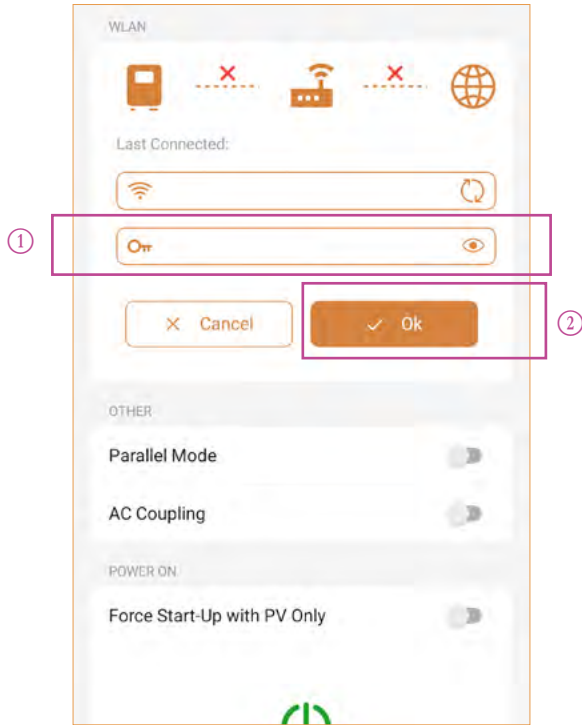 WLAN
Last Connected:
①
Cancel
Ok
②
OTHER
Parallel Mode
AC Coupling
POWER ON
Force Start-Up with PV Only